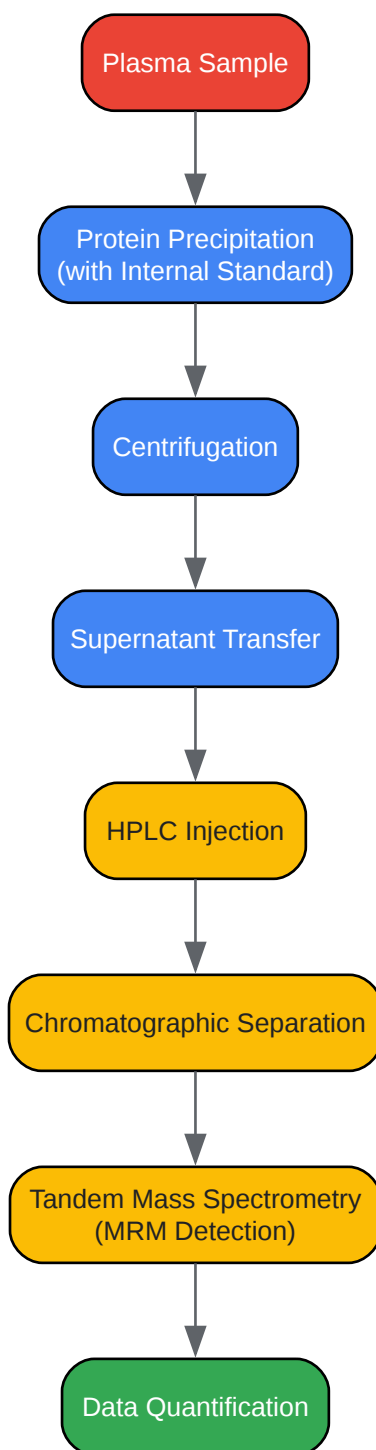 Plasma Sample
Protein Precipitation
(with Internal Standard)
Centrifugation
Supernatant Transfer
HPLC Injection
Chromatographic Separation
Tandem Mass Spectrometry
(MRM Detection)
Data Quantification